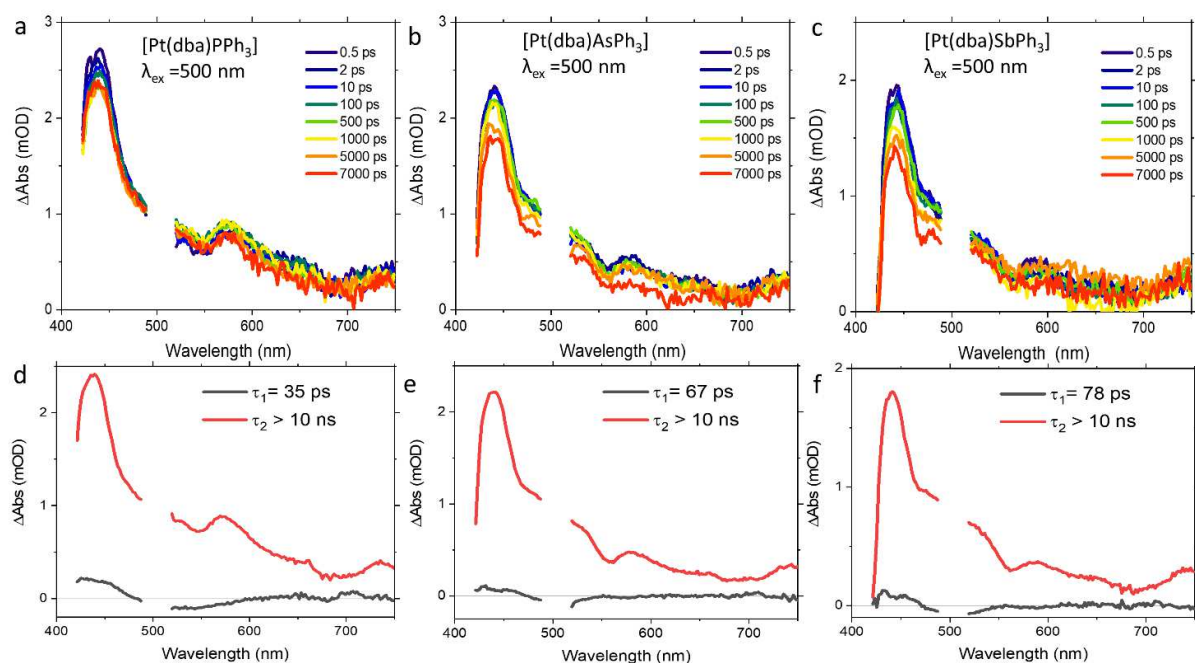 a
[Pt(dba)PPh3]
λex =500 nm
0.5 ps
2 ps
10 ps
100 ps
500 ps
1000 ps
5000 ps
7000 ps
ΔAbs (mOD)
3
2
1
0
400 500 600 700
Wavelength (nm)
b
[Pt(dba)AsPh3]
λex =500 nm
0.5 ps
2 ps
10 ps
100 ps
500 ps
1000 ps
5000 ps
7000 ps
ΔAbs (mOD)
3
2
1
0
400 500 600 700
Wavelength (nm)
c
[Pt(dba)SbPh3]
λex =500 nm
0.5 ps
2 ps
10 ps
100 ps
500 ps
1000 ps
5000 ps
7000 ps
ΔAbs (mOD)
2
1
0
400 500 600 700
Wavelength (nm)
d
τ1= 35 ps
τ2 > 10 ns
ΔAbs (mOD)
2
1
0
400 500 600 700
Wavelength (nm)
e
τ1= 67 ps
τ2 > 10 ns
ΔAbs (mOD)
2
1
0
400 500 600 700
Wavelength (nm)
f
τ1= 78 ps
τ2 > 10 ns
ΔAbs (mOD)
2
1
0
400 500 600 700
Wavelength (nm)